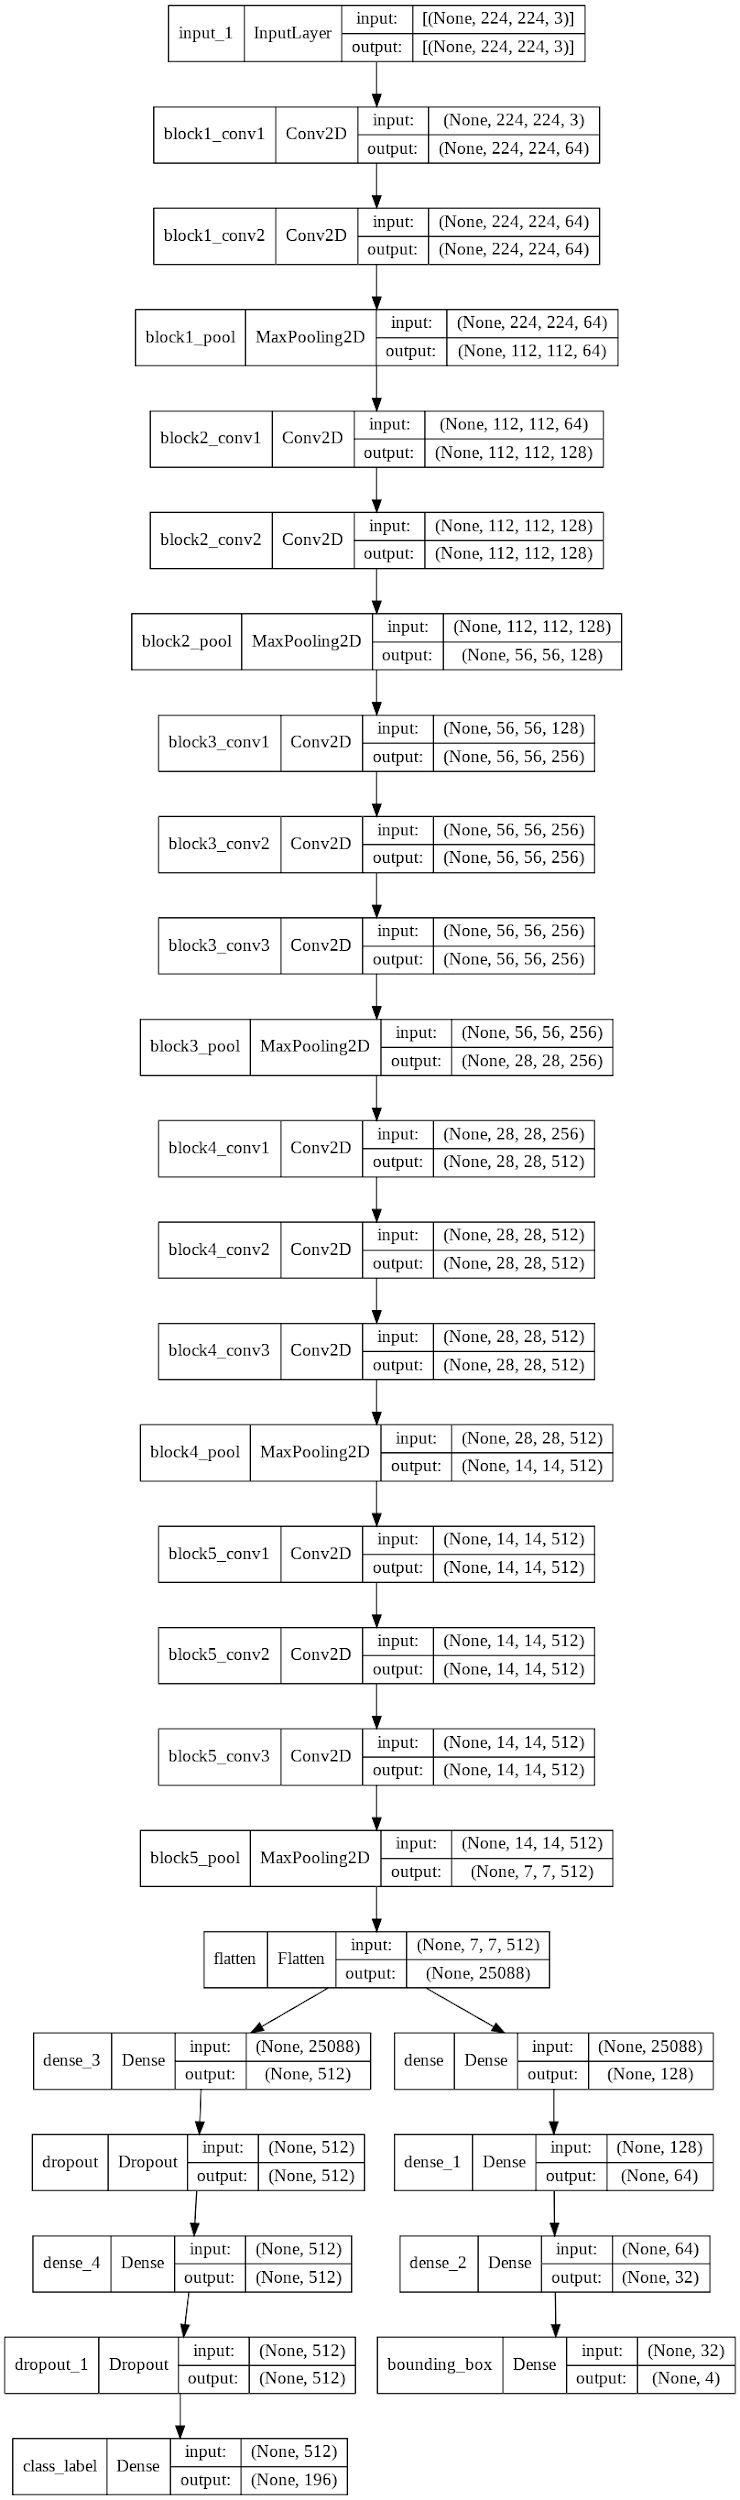 input_1 InputLayer input: [(None, 224, 224, 3)]
output: [(None, 224, 224, 3)]
block1_conv1 Conv2D input: (None, 224, 224, 3)
output: (None, 224, 224, 64)
block1_conv2 Conv2D input: (None, 224, 224, 64)
output: (None, 224, 224, 64)
block1_pool MaxPooling2D input: (None, 224, 224, 64)
output: (None, 112, 112, 64)
block2_conv1 Conv2D input: (None, 112, 112, 64)
output: (None, 112, 112, 128)
block2_conv2 Conv2D input: (None, 112, 112, 128)
output: (None, 112, 112, 128)
block2_pool MaxPooling2D input: (None, 112, 112, 128)
output: (None, 56, 56, 128)
block3_conv1 Conv2D input: (None, 56, 56, 128)
output: (None, 56, 56, 256)
block3_conv2 Conv2D input: (None, 56, 56, 256)
output: (None, 56, 56, 256)
block3_conv3 Conv2D input: (None, 56, 56, 256)
output: (None, 56, 56, 256)
block3_pool MaxPooling2D input: (None, 56, 56, 256)
output: (None, 28, 28, 256)
block4_conv1 Conv2D input: (None, 28, 28, 256)
output: (None, 28, 28, 512)
block4_conv2 Conv2D input: (None, 28, 28, 512)
output: (None, 28, 28, 512)
block4_conv3 Conv2D input: (None, 28, 28, 512)
output: (None, 28, 28, 512)
block4_pool MaxPooling2D input: (None, 28, 28, 512)
output: (None, 14, 14, 512)
block5_conv1 Conv2D input: (None, 14, 14, 512)
output: (None, 14, 14, 512)
block5_conv2 Conv2D input: (None, 14, 14, 512)
output: (None, 14, 14, 512)
block5_conv3 Conv2D input: (None, 14, 14, 512)
output: (None, 14, 14, 512)
block5_pool MaxPooling2D input: (None, 14, 14, 512)
output: (None, 7, 7, 512)
flatten Flatten input: (None, 7, 7, 512)
output: (None, 25088)
dense_3 Dense input: (None, 25088)
output: (None, 512)
dense Dense input: (None, 25088)
output: (None, 128)
dropout Dropout input: (None, 512)
output: (None, 512)
dense_1 Dense input: (None, 128)
output: (None, 64)
dense_4 Dense input: (None, 512)
output: (None, 512)
dense_2 Dense input: (None, 64)
output: (None, 32)
dropout_1 Dropout input: (None, 512)
output: (None, 512)
bounding_box Dense input: (None, 32)
output: (None, 4)
class_label Dense input: (None, 512)
output: (None, 196)